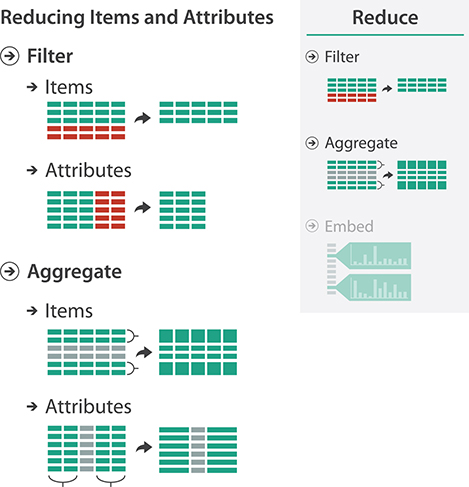 Reducing Items and Attributes
Filter
Items
Attributes
Aggregate
Items
Attributes
Reduce
Filter
Aggregate
Embed